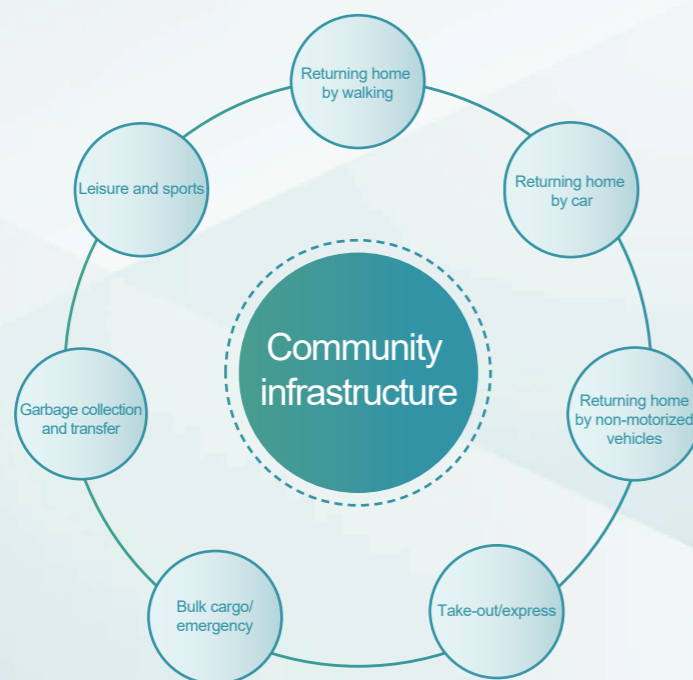 Returning home
by walking
Returning home
by car
Returning home
by non-motorized
vehicles
Take-out/express
Bulk cargo/
emergency
Garbage collection
and transfer
Leisure and sports
Community
infrastructure